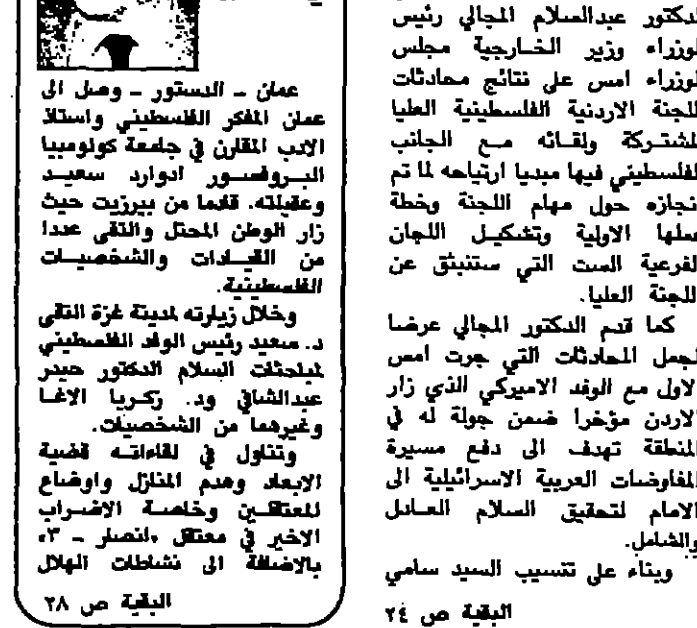 الدكتور عبدالسلام المجالي رئيس
الوزراء وزير الخارجية مجلس
الوزراء امس على نتائج محادثات
اللجنة الاردنية الفلسطينية العليا
المشتركة ولقائه مع الجانب
الفلسطيني فيها مبديا ارتياحه لما تم
انجازه حول مهام اللجنة وخطة
عملها الاولية وتشكيل اللجان
الفرعية الست التي ستنبثق عن
اللجنة العليا.
كما قدم الدكتور المجالي عرضا
لمجمل المحادثات التي جرت امس
الاول مع الوفد الاميركي الذي زار
الاردن مؤخرا ضمن جولة له في
المنطقة تهدف الى دفع مسيرة
المفاوضات العربية الاسرائيلية الى
الامام لتحقيق السلام العادل
والشامل.
وبناء على تنسيب السيد سامي
البقية ص ٢٤
عمان ـ الدستور ـ وصل الى
عمان المفكر الفلسطيني واستاذ
الادب المقارن في جامعة كولومبيا
البروفسور ادوارد سعيد
وعقيلته. قادما من بيرزيت حيث
زار الوطن المحتل والتقى عددا
من القيادات والشخصيات
الفلسطينية.
وخلال زيارته لمدينة غزة التقى
د. سعيد رئيس الوفد الفلسطيني
لمباحثات السلام الدكتور حيدر
عبدالشافي ود. زكريا الاغا
وغيرهما من الشخصيات.
وتناول في لقاءاته قضية
الابعاد وهدم المنازل واوضاع
المعتقلين وخاصة الاضراب
الاخير في معتقل «انصار ـ ٣»
بالاضافة الى نشاطات الهلال
البقية ص ٢٨